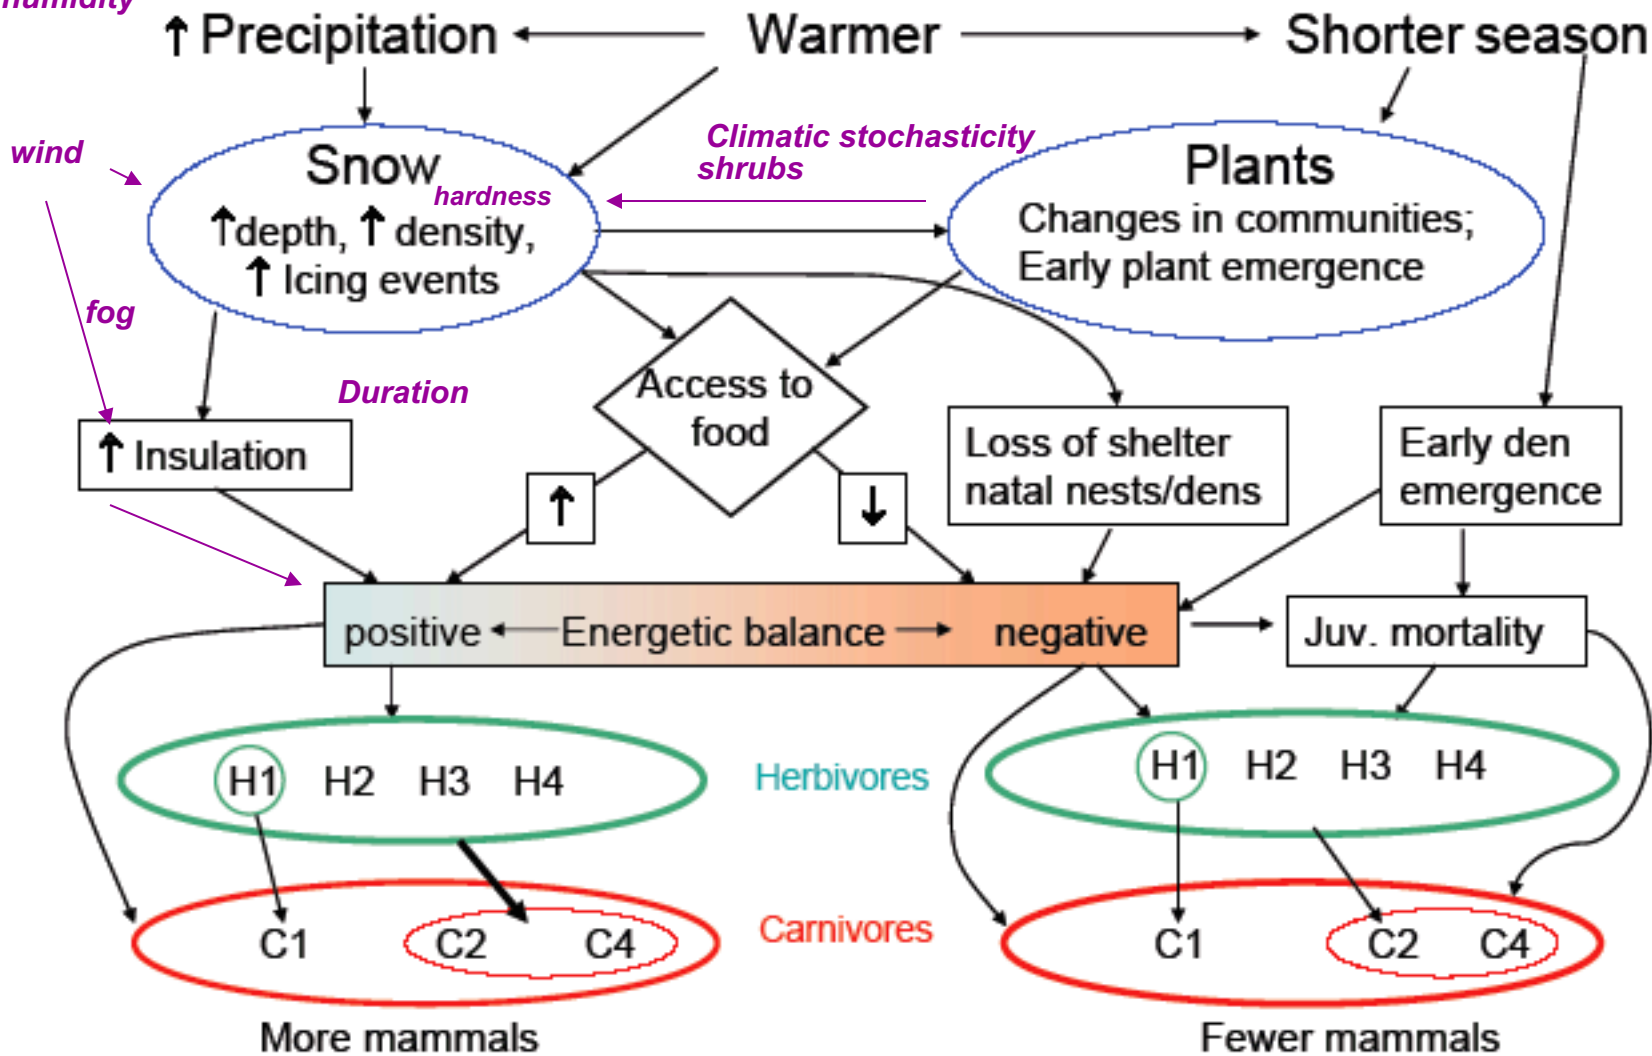 humidity
↑ Precipitation
Warmer
Shorter season
wind
Climatic stochasticity
shrubs
Snow
hardness
↑depth, ↑ density,
↑ Icing events
Plants
Changes in communities;
Early plant emergence
fog
Duration
Access to
food
↑ Insulation
Loss of shelter
natal nests/dens
Early den
emergence
↑
↓
positive
Energetic balance
negative
Juv. mortality
H1 H2 H3 H4
Herbivores
H1 H2 H3 H4
C1 C2 C4
Carnivores
C1 C2 C4
More mammals
Fewer mammals